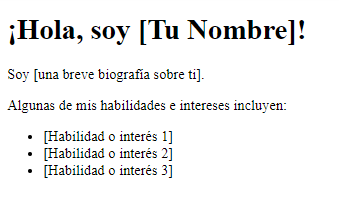 ¡Hola, soy [Tu Nombre]!
Soy [una breve biografía sobre ti].
Algunas de mis habilidades e intereses incluyen:
• [Habilidad o interés 1]
• [Habilidad o interés 2]
• [Habilidad o interés 3]